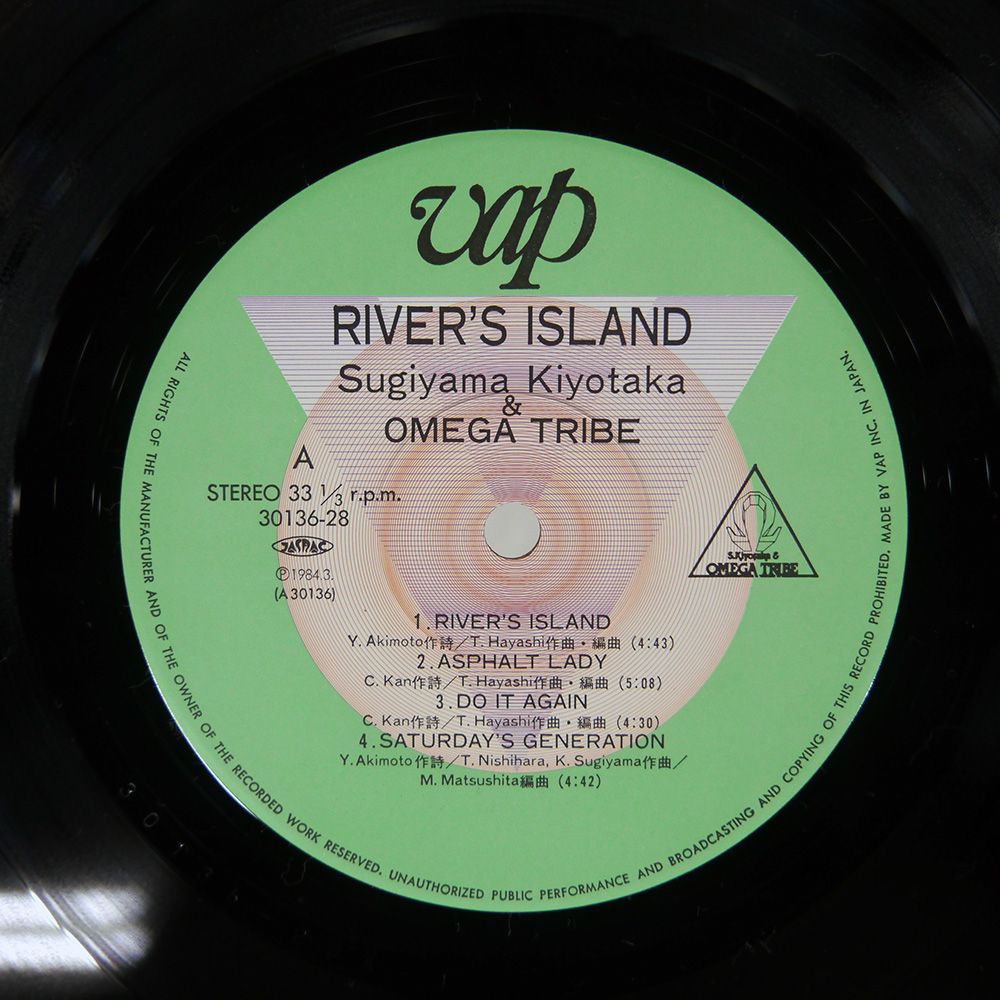 vap
RIVER'S ISLAND
Sugiyama Kiyotaka
&
OMEGA TRIBE
A
STEREO 33 1/3 r.p.m.
30136-28
JASRAC
Ⓟ1984.3.
(A 30136)
S.Kiyotaka &
OMEGA TRIBE
1.RIVER'S ISLAND
Y. Akimoto作詩/T. Hayashi作曲・編曲 (4:43)
2.ASPHALT LADY
C. Kan作詩/T. Hayashi作曲・編曲 (5:08)
3.DO IT AGAIN
C. Kan作詩/T. Hayashi作曲・編曲 (4:30)
4.SATURDAY'S GENERATION
Y. Akimoto作詩/T. Nishihara, K. Sugiyama作曲/
M. Matsushita編曲 (4:42)
ALL RIGHTS OF THE MANUFACTURER AND OF THE OWNER OF THE RECORDED WORK RESERVED. UNAUTHORIZED PUBLIC PERFORMANCE AND BROADCASTING AND COPYING OF THIS RECORD PROHIBITED. MADE BY VAP INC. IN JAPAN.